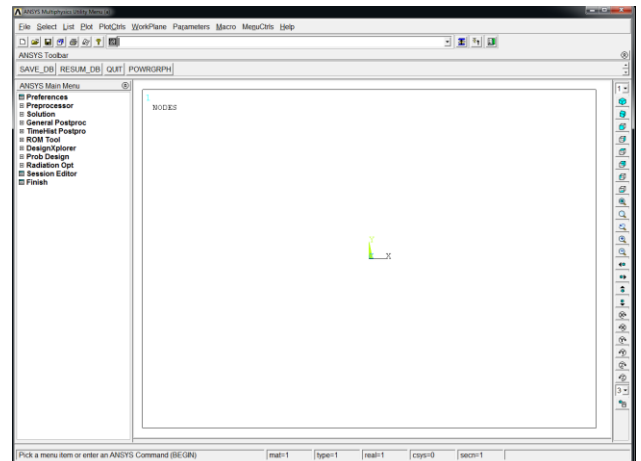 ANSYS Multiphysics Utility Menu (a)
File Select List Plot PlotCtrls WorkPlane Parameters Macro MenuCtrls Help
ANSYS Toolbar
SAVE_DB RESUM_DB QUIT POWRGRPH
ANSYS Main Menu
Preferences
Preprocessor
Solution
General Postproc
TimeHist Postpro
ROM Tool
DesignXplorer
Prob Design
Radiation Opt
Session Editor
Finish
1
NODES
Y
X
1
3
Pick a menu item or enter an ANSYS Command (BEGIN) mat=1 type=1 real=1 csys=0 secn=1